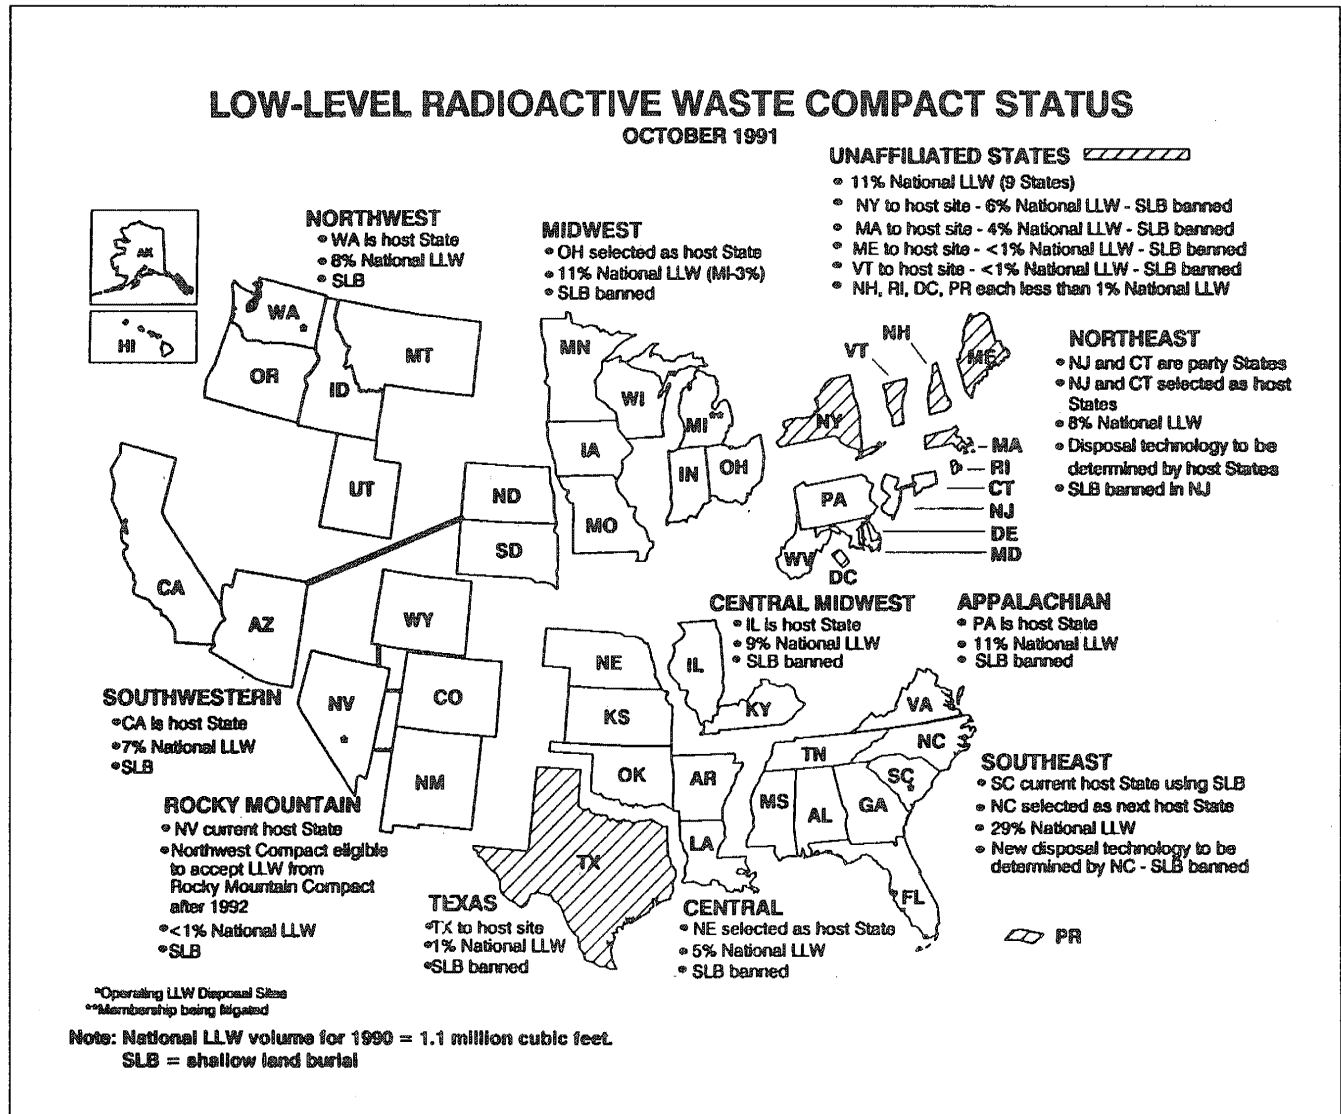 LOW-LEVEL RADIOACTIVE WASTE COMPACT STATUS
OCTOBER 1991
UNAFFILIATED STATES
• 11% National LLW (9 States)
• NY to host site - 6% National LLW - SLB banned
• MA to host site - 4% National LLW - SLB banned
• ME to host site - <1% National LLW - SLB banned
• VT to host site - <1% National LLW - SLB banned
• NH, RI, DC, PR each less than 1% National LLW
NORTHWEST
• WA is host State
• 8% National LLW
• SLB
MIDWEST
• OH selected as host State
• 11% National LLW (MI-3%)
• SLB banned
NORTHEAST
• NJ and CT are party States
• NJ and CT selected as host
States
• 8% National LLW
• Disposal technology to be
determined by host States
• SLB banned in NJ
AK
HI
WA*
OR
ID
MT
UT
ND
SD
CA
AZ
MN
WI
MI**
IA
IN
OH
MO
VT
NH
ME
NY
MA
RI
CT
NJ
DE
MD
PA
WV
DC
CENTRAL MIDWEST
• IL is host State
• 9% National LLW
• SLB banned
APPALACHIAN
• PA is host State
• 11% National LLW
• SLB banned
WY
NV
*
CO
NM
NE
KS
OK
IL
KY
AR
LA
TX
VA
NC
TN
SC
*
MS
AL
GA
FL
PR
SOUTHWESTERN
• CA is host State
• 7% National LLW
• SLB
ROCKY MOUNTAIN
• NV current host State
• Northwest Compact eligible
to accept LLW from
Rocky Mountain Compact
after 1992
• <1% National LLW
• SLB
TEXAS
• TX to host site
• 1% National LLW
• SLB banned
CENTRAL
• NE selected as host State
• 5% National LLW
• SLB banned
SOUTHEAST
• SC current host State using SLB
• NC selected as next host State
• 29% National LLW
• New disposal technology to be
determined by NC - SLB banned
*Operating LLW Disposal Sites
**Membership being litigated
Note: National LLW volume for 1990 = 1.1 million cubic feet.
SLB = shallow land burial